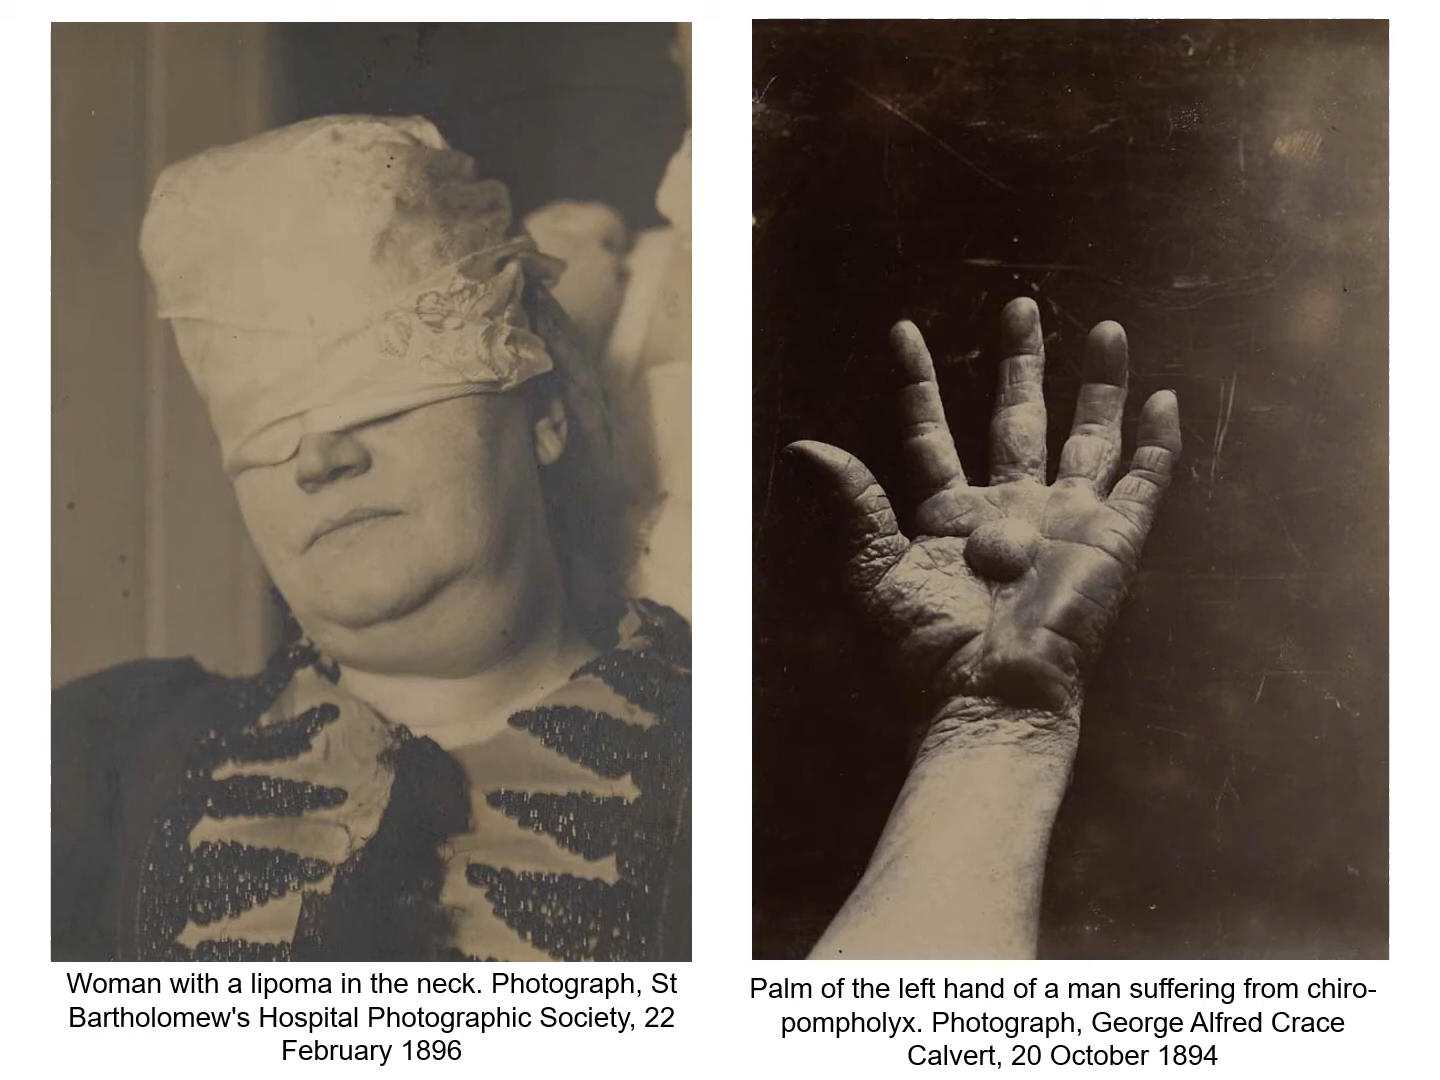 Woman with a lipoma in the neck. Photograph, St
Bartholomew's Hospital Photographic Society, 22
February 1896
Palm of the left hand of a man suffering from chiro-
pompholyx. Photograph, George Alfred Crace
Calvert, 20 October 1894